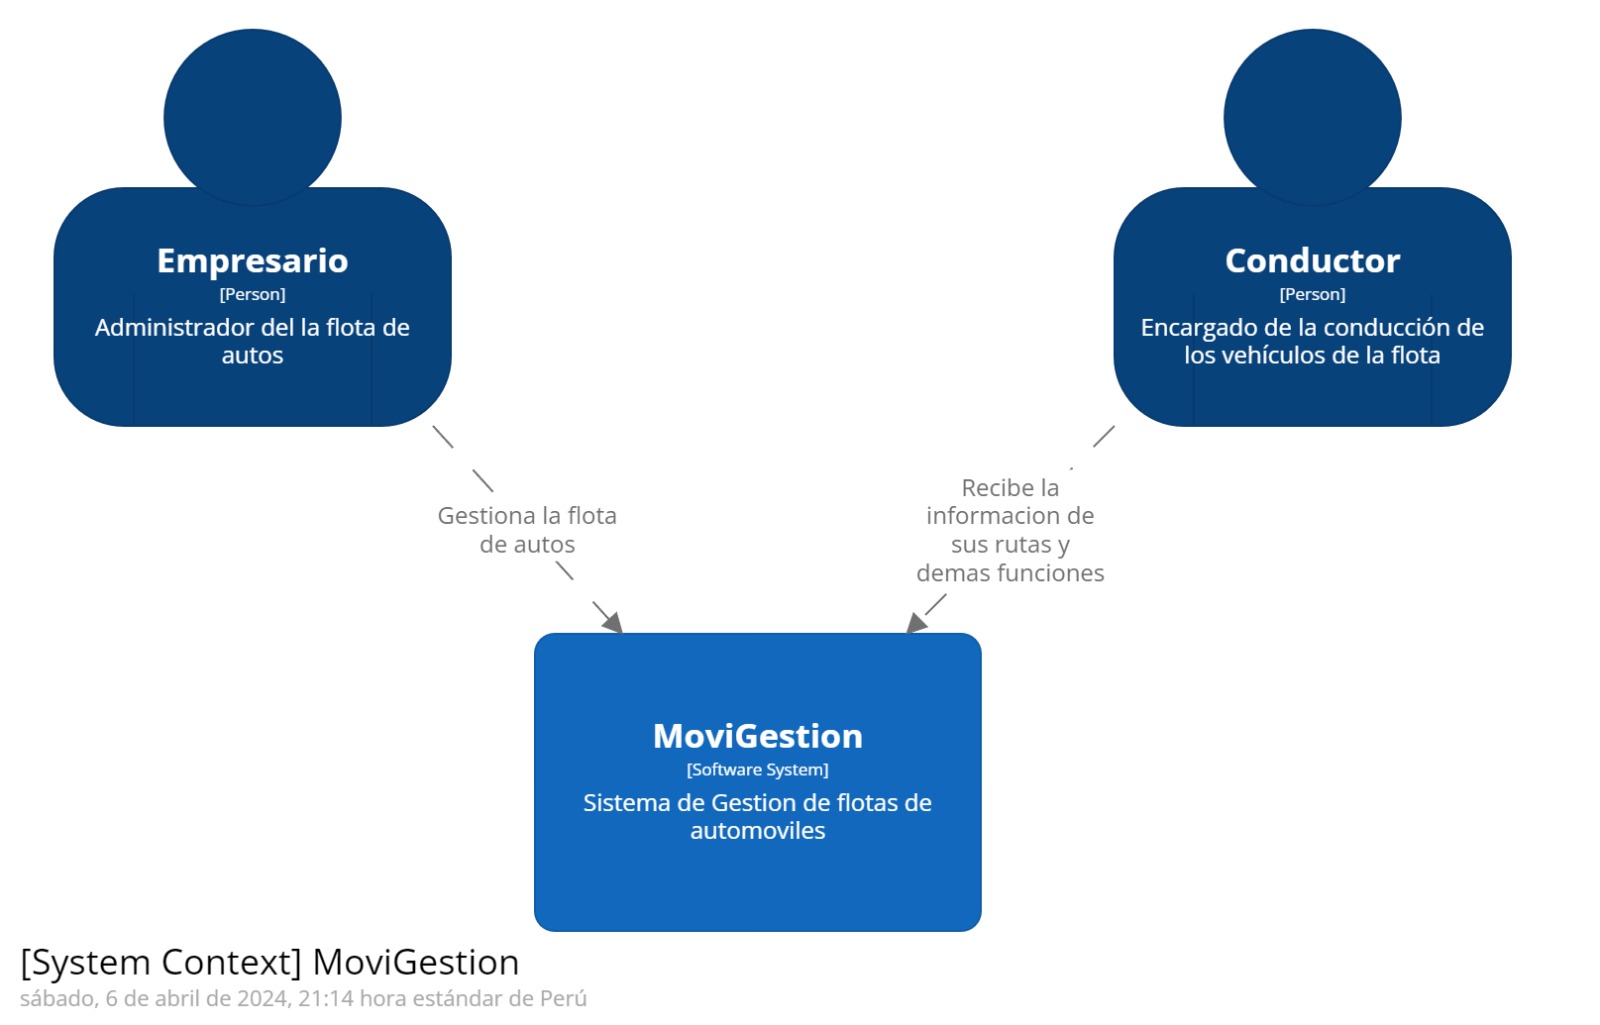 Empresario
[Person]
Administrador del la flota de
autos
Conductor
[Person]
Encargado de la conducción de
los vehículos de la flota
Gestiona la flota
de autos
Recibe la
informacion de
sus rutas y
demas funciones
MoviGestion
[Software System]
Sistema de Gestion de flotas de
automoviles
[System Context] MoviGestion
sábado, 6 de abril de 2024, 21:14 hora estándar de Perú